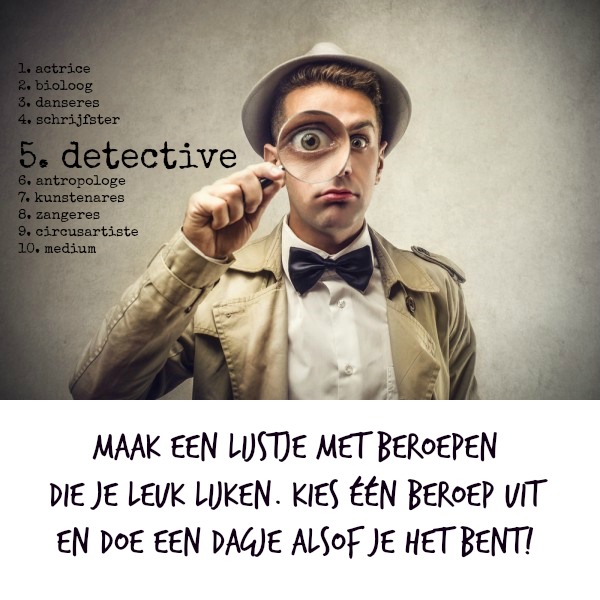 1. actrice
2. bioloog
3. danseres
4. schrijfster
5. detective
6. antropologe
7. kunstenares
8. zangeres
9. circusartiste
10. medium
MAAK EEN LIJSTJE MET BEROEPEN
DIE JE LEUK LIJKEN. KIES ÉÉN BEROEP UIT
EN DOE EEN DAGJE ALSOF JE HET BENT!